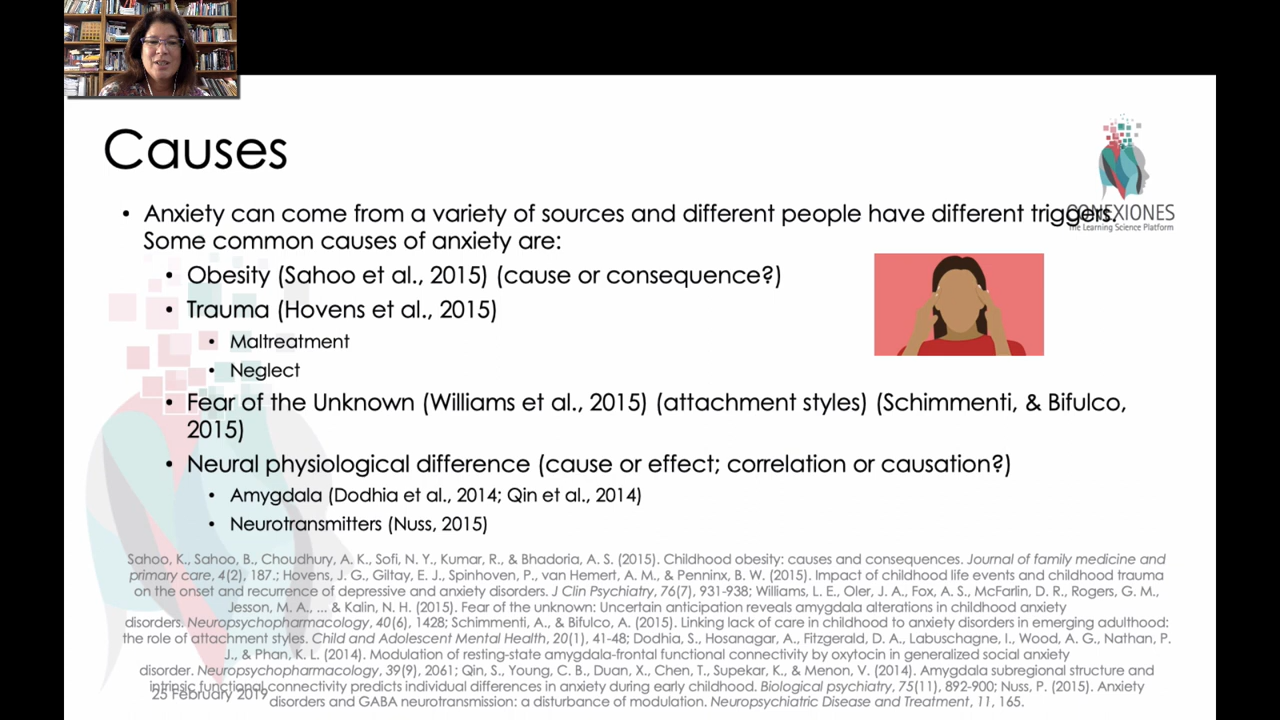 Causes
• Anxiety can come from a variety of sources and different people have different triggers.
Some common causes of anxiety are:
• Obesity (Sahoo et al., 2015) (cause or consequence?)
• Trauma (Hovens et al., 2015)
• Maltreatment
• Neglect
• Fear of the Unknown (Williams et al., 2015) (attachment styles) (Schimmenti, & Bifulco,
2015)
• Neural physiological difference (cause or effect; correlation or causation?)
• Amygdala (Dodhia et al., 2014; Qin et al., 2014)
• Neurotransmitters (Nuss, 2015)
CONEXIONES
The Learning Science Platform
Sahoo, K., Sahoo, B., Choudhury, A. K., Sofi, N. Y., Kumar, R., & Bhadoria, A. S. (2015). Childhood obesity: causes and consequences. Journal of family medicine and
primary care, 4(2), 187.; Hovens, J. G., Giltay, E. J., Spinhoven, P., van Hemert, A. M., & Penninx, B. W. (2015). Impact of childhood life events and childhood trauma
on the onset and recurrence of depressive and anxiety disorders. J Clin Psychiatry, 76(7), 931-938; Williams, L. E., Oler, J. A., Fox, A. S., McFarlin, D. R., Rogers, G. M.,
Jesson, M. A., ... & Kalin, N. H. (2015). Fear of the unknown: Uncertain anticipation reveals amygdala alterations in childhood anxiety
disorders. Neuropsychopharmacology, 40(6), 1428; Schimmenti, A., & Bifulco, A. (2015). Linking lack of care in childhood to anxiety disorders in emerging adulthood:
the role of attachment styles. Child and Adolescent Mental Health, 20(1), 41-48; Dodhia, S., Hosanagar, A., Fitzgerald, D. A., Labuschagne, I., Wood, A. G., Nathan, P.
J., & Phan, K. L. (2014). Modulation of resting-state amygdala-frontal functional connectivity by oxytocin in generalized social anxiety
disorder. Neuropsychopharmacology, 39(9), 2061; Qin, S., Young, C. B., Duan, X., Chen, T., Supekar, K., & Menon, V. (2014). Amygdala subregional structure and
intrinsic functional connectivity predicts individual differences in anxiety during early childhood. Biological psychiatry, 75(11), 892-900; Nuss, P. (2015). Anxiety
disorders and GABA neurotransmission: a disturbance of modulation. Neuropsychiatric Disease and Treatment, 11, 165.
25 February 2019